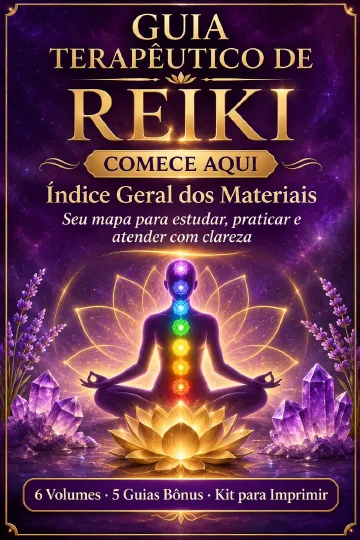 GUIA
TERAPÊUTICO DE
REIKI
COMECE AQUI
Índice Geral dos Materiais
Seu mapa para estudar, praticar e
atender com clareza
6 Volumes · 5 Guias Bônus · Kit para Imprimir